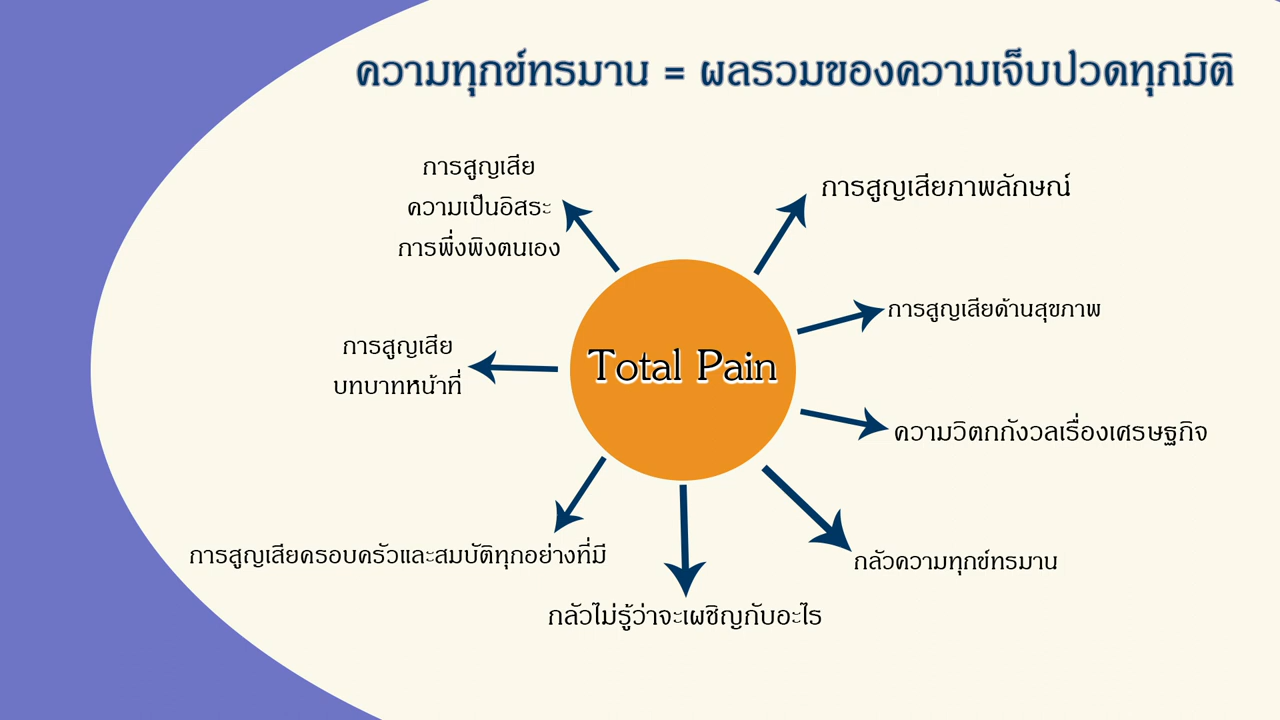 ความทุกข์ทรมาน = ผลรวมของความเจ็บปวดทุกมิติ
การสูญเสีย
ความเป็นอิสระ
การพึ่งพิงตนเอง
การสูญเสียภาพลักษณ์
การสูญเสียด้านสุขภาพ
การสูญเสีย
บทบาทหน้าที่
Total Pain
ความวิตกกังวลเรื่องเศรษฐกิจ
การสูญเสียครอบครัวและสมบัติทุกอย่างที่มี
กลัวความทุกข์ทรมาน
กลัวไม่รู้ว่าจะเผชิญกับอะไร